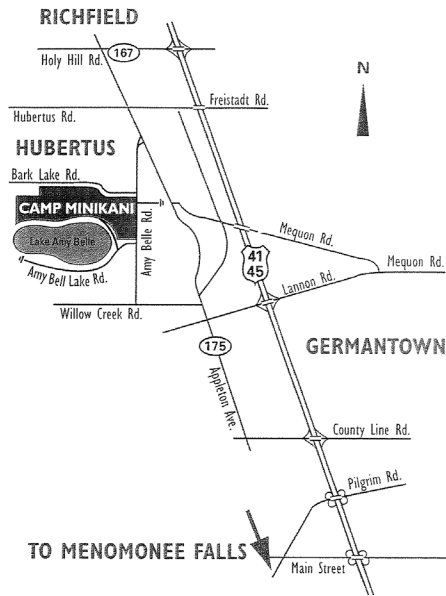 RICHFIELD
167
Holy Hill Rd.
N
Freistadt Rd.
Hubertus Rd.
HUBERTUS
Bark Lake Rd.
CAMP MINIKANI
Amy Belle Rd.
Lake Amy Belle
Mequon Rd.
Mequon Rd.
41
45
Amy Bell Lake Rd.
Lannon Rd.
Willow Creek Rd.
175
GERMANTOWN
Appleton Ave.
County Line Rd.
Pilgrim Rd.
TO MENOMONEE FALLS
Main Street